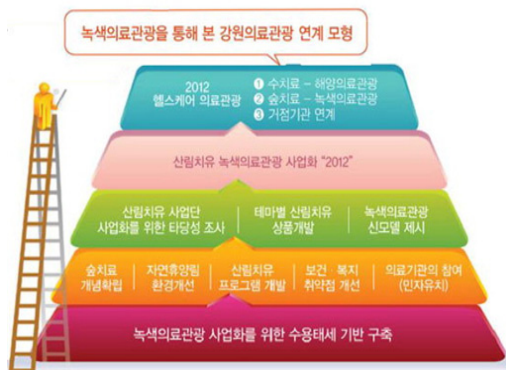 녹색의료관광을 통해 본 강원의료관광 연계 모형
2012
헬스케어 의료관광
① 수치료 - 해양의료관광
② 숲치료 - 녹색의료관광
③ 거점기관 연계
산림치유 녹색의료관광 사업화 "2012"
산림치유 사업단
사업화를 위한 타당성 조사
테마별 산림치유
상품개발
녹색의료관광
신모델 제시
숲치료
개념확립
자연휴양림
환경개선
산림치유
프로그램 개발
보건·복지
취약점 개선
의료기관의 참여
(민자유치)
녹색의료관광 사업화를 위한 수용태세 기반 구축